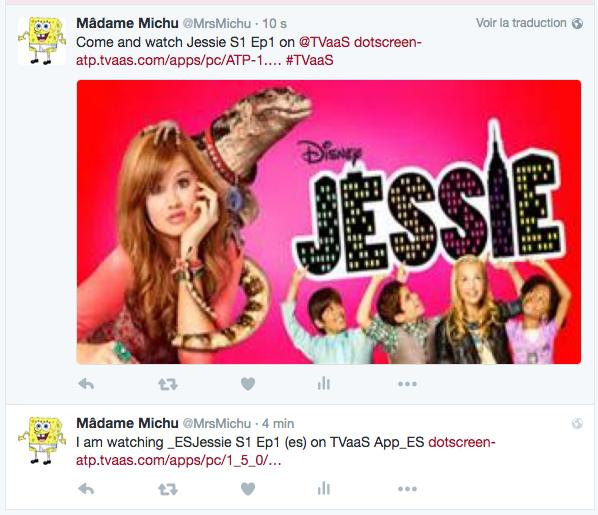 Mâdame Michu @MrsMichu · 10 s Voir la traduction
Come and watch Jessie S1 Ep1 on @TVaaS dotscreen-
atp.tvaas.com/apps/pc/ATP-1.... #TVaaS
Disney
JESSIE
Mâdame Michu @MrsMichu · 4 min
I am watching _ESJessie S1 Ep1 (es) on TVaaS App_ES dotscreen-
atp.tvaas.com/apps/pc/1_5_0/...